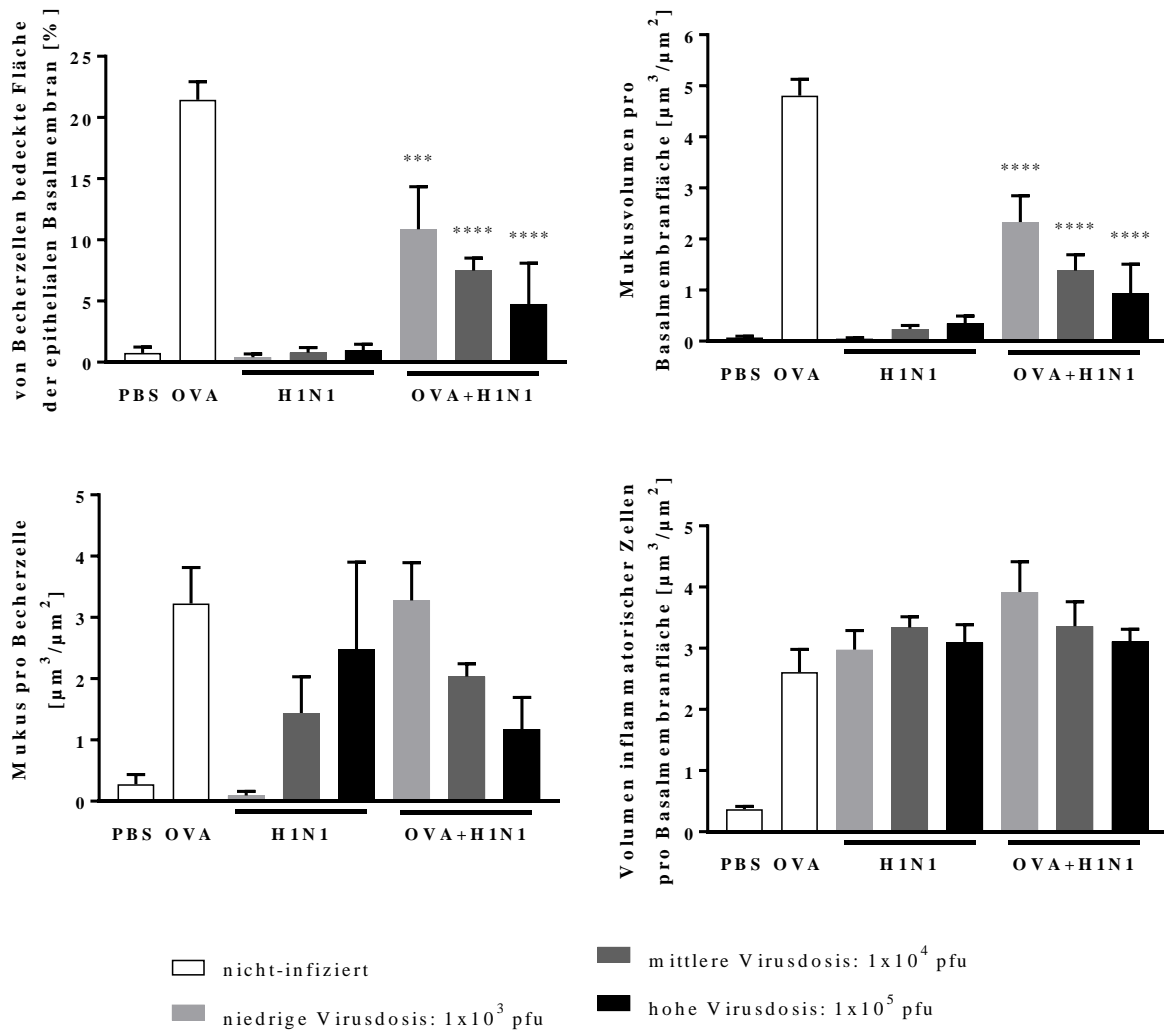 von Becherzellen bedeckte Fläche
der epithelialen Basalmembran [%]
25
20
15
10
5
0
***
****
****
PBS OVA
H1N1
OVA+H1N1
Mukusvolumen pro
Basalmembranfläche [µm³/µm²]
6
5
4
3
2
1
0
****
****
****
PBS OVA
H1N1
OVA+H1N1
Mukus pro Becherzelle
[µm³/µm²]
5
4
3
2
1
0
PBS OVA
H1N1
OVA+H1N1
Volumen inflammatorischer Zellen
pro Basalmembranfläche [µm³/µm²]
5
4
3
2
1
0
PBS OVA
H1N1
OVA+H1N1
nicht-infiziert
niedrige Virusdosis: 1x10³ pfu
mittlere Virusdosis: 1x10⁴ pfu
hohe Virusdosis: 1x10⁵ pfu